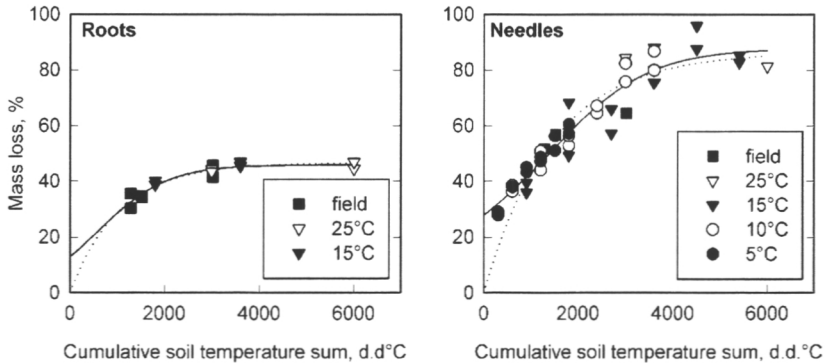 Roots
Needles
Mass loss, %
100
80
60
40
20
0
0 2000 4000 6000
field
25°C
15°C
Cumulative soil temperature sum, d.d°C
100
80
60
40
20
0
0 2000 4000 6000
field
25°C
15°C
10°C
5°C
Cumulative soil temperature sum, d.d.°C